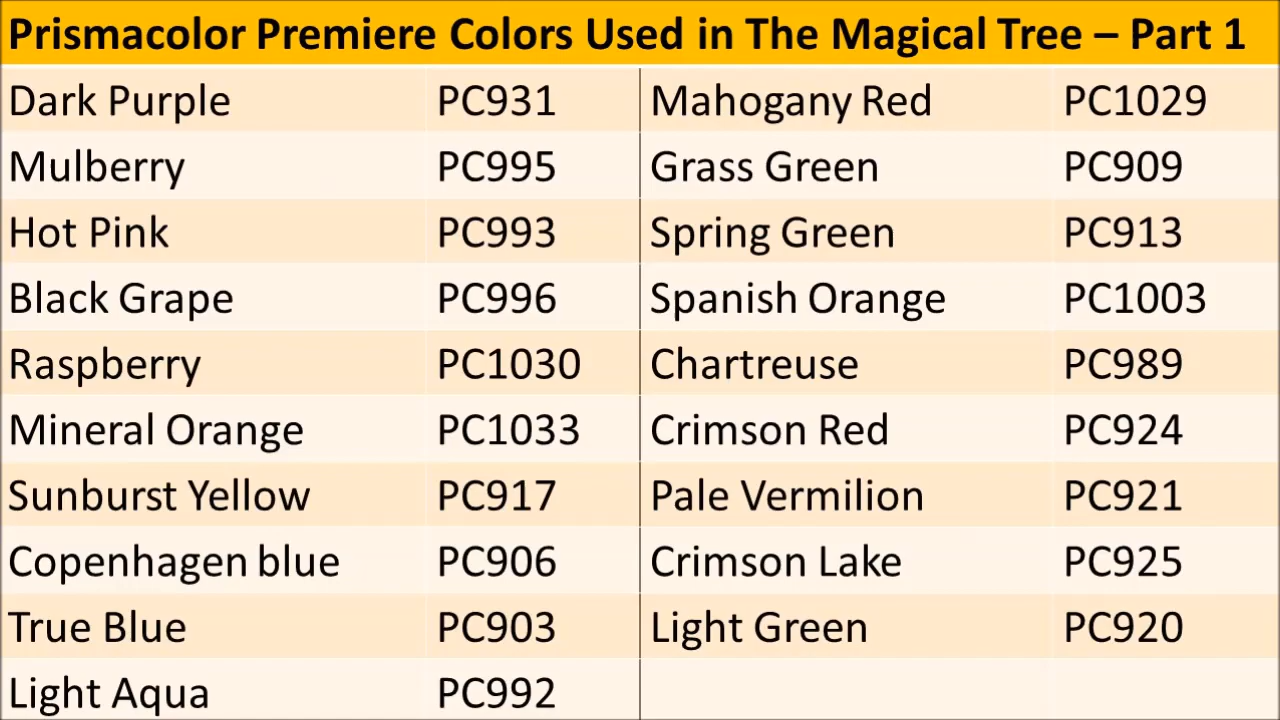 Prismacolor Premiere Colors Used in The Magical Tree – Part 1
Dark Purple PC931 Mahogany Red PC1029
Mulberry PC995 Grass Green PC909
Hot Pink PC993 Spring Green PC913
Black Grape PC996 Spanish Orange PC1003
Raspberry PC1030 Chartreuse PC989
Mineral Orange PC1033 Crimson Red PC924
Sunburst Yellow PC917 Pale Vermilion PC921
Copenhagen blue PC906 Crimson Lake PC925
True Blue PC903 Light Green PC920
Light Aqua PC992